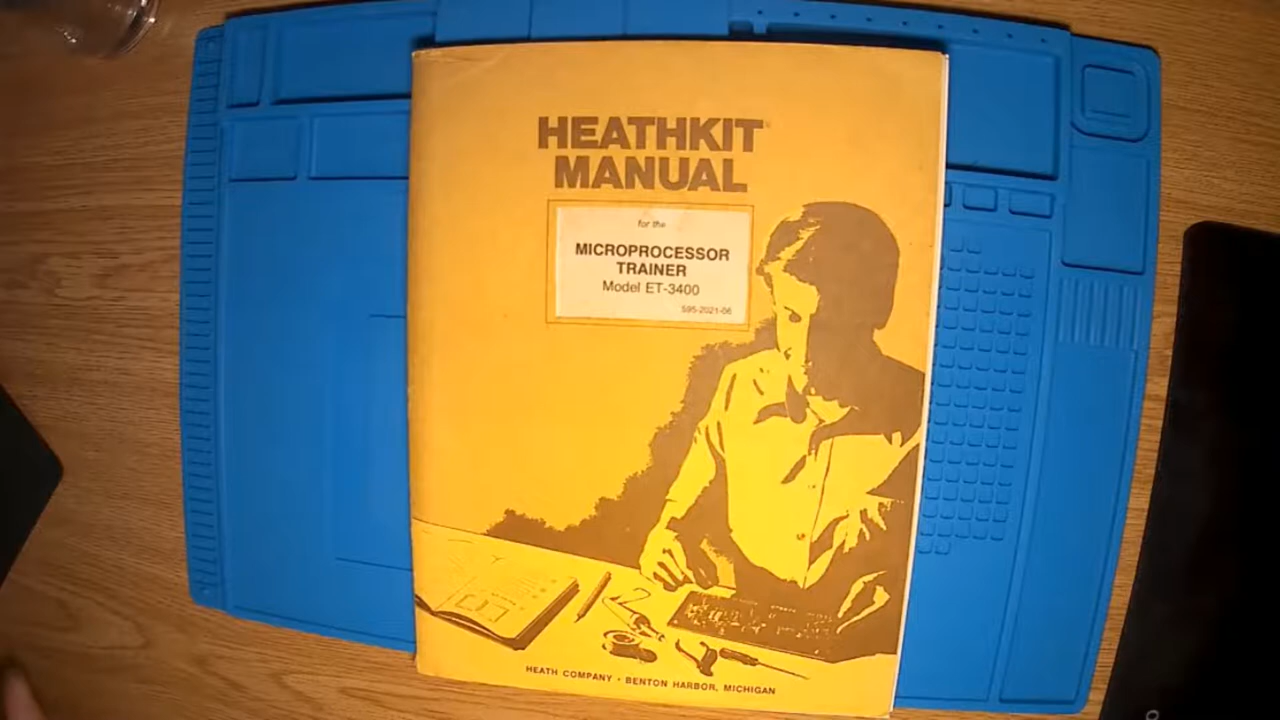 HEATHKIT®
MANUAL
for the
MICROPROCESSOR
TRAINER
Model ET-3400
595-2021-06
HEATH COMPANY • BENTON HARBOR, MICHIGAN